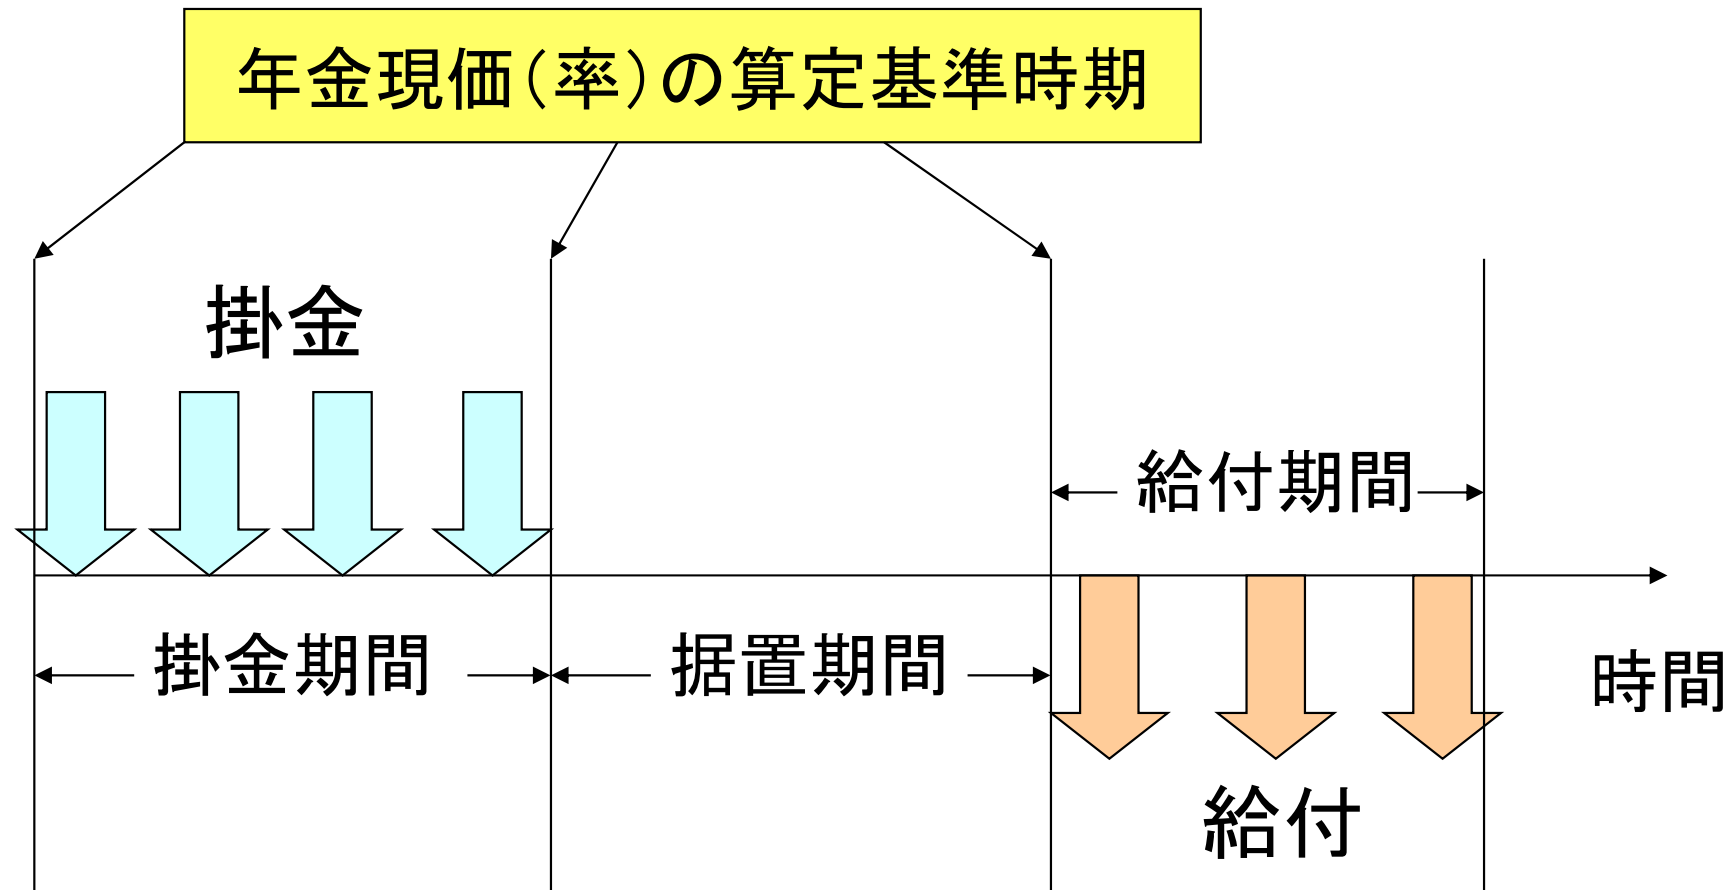 年金現価（率）の算定基準時期
掛金
給付期間
掛金期間
据置期間
時間
給付